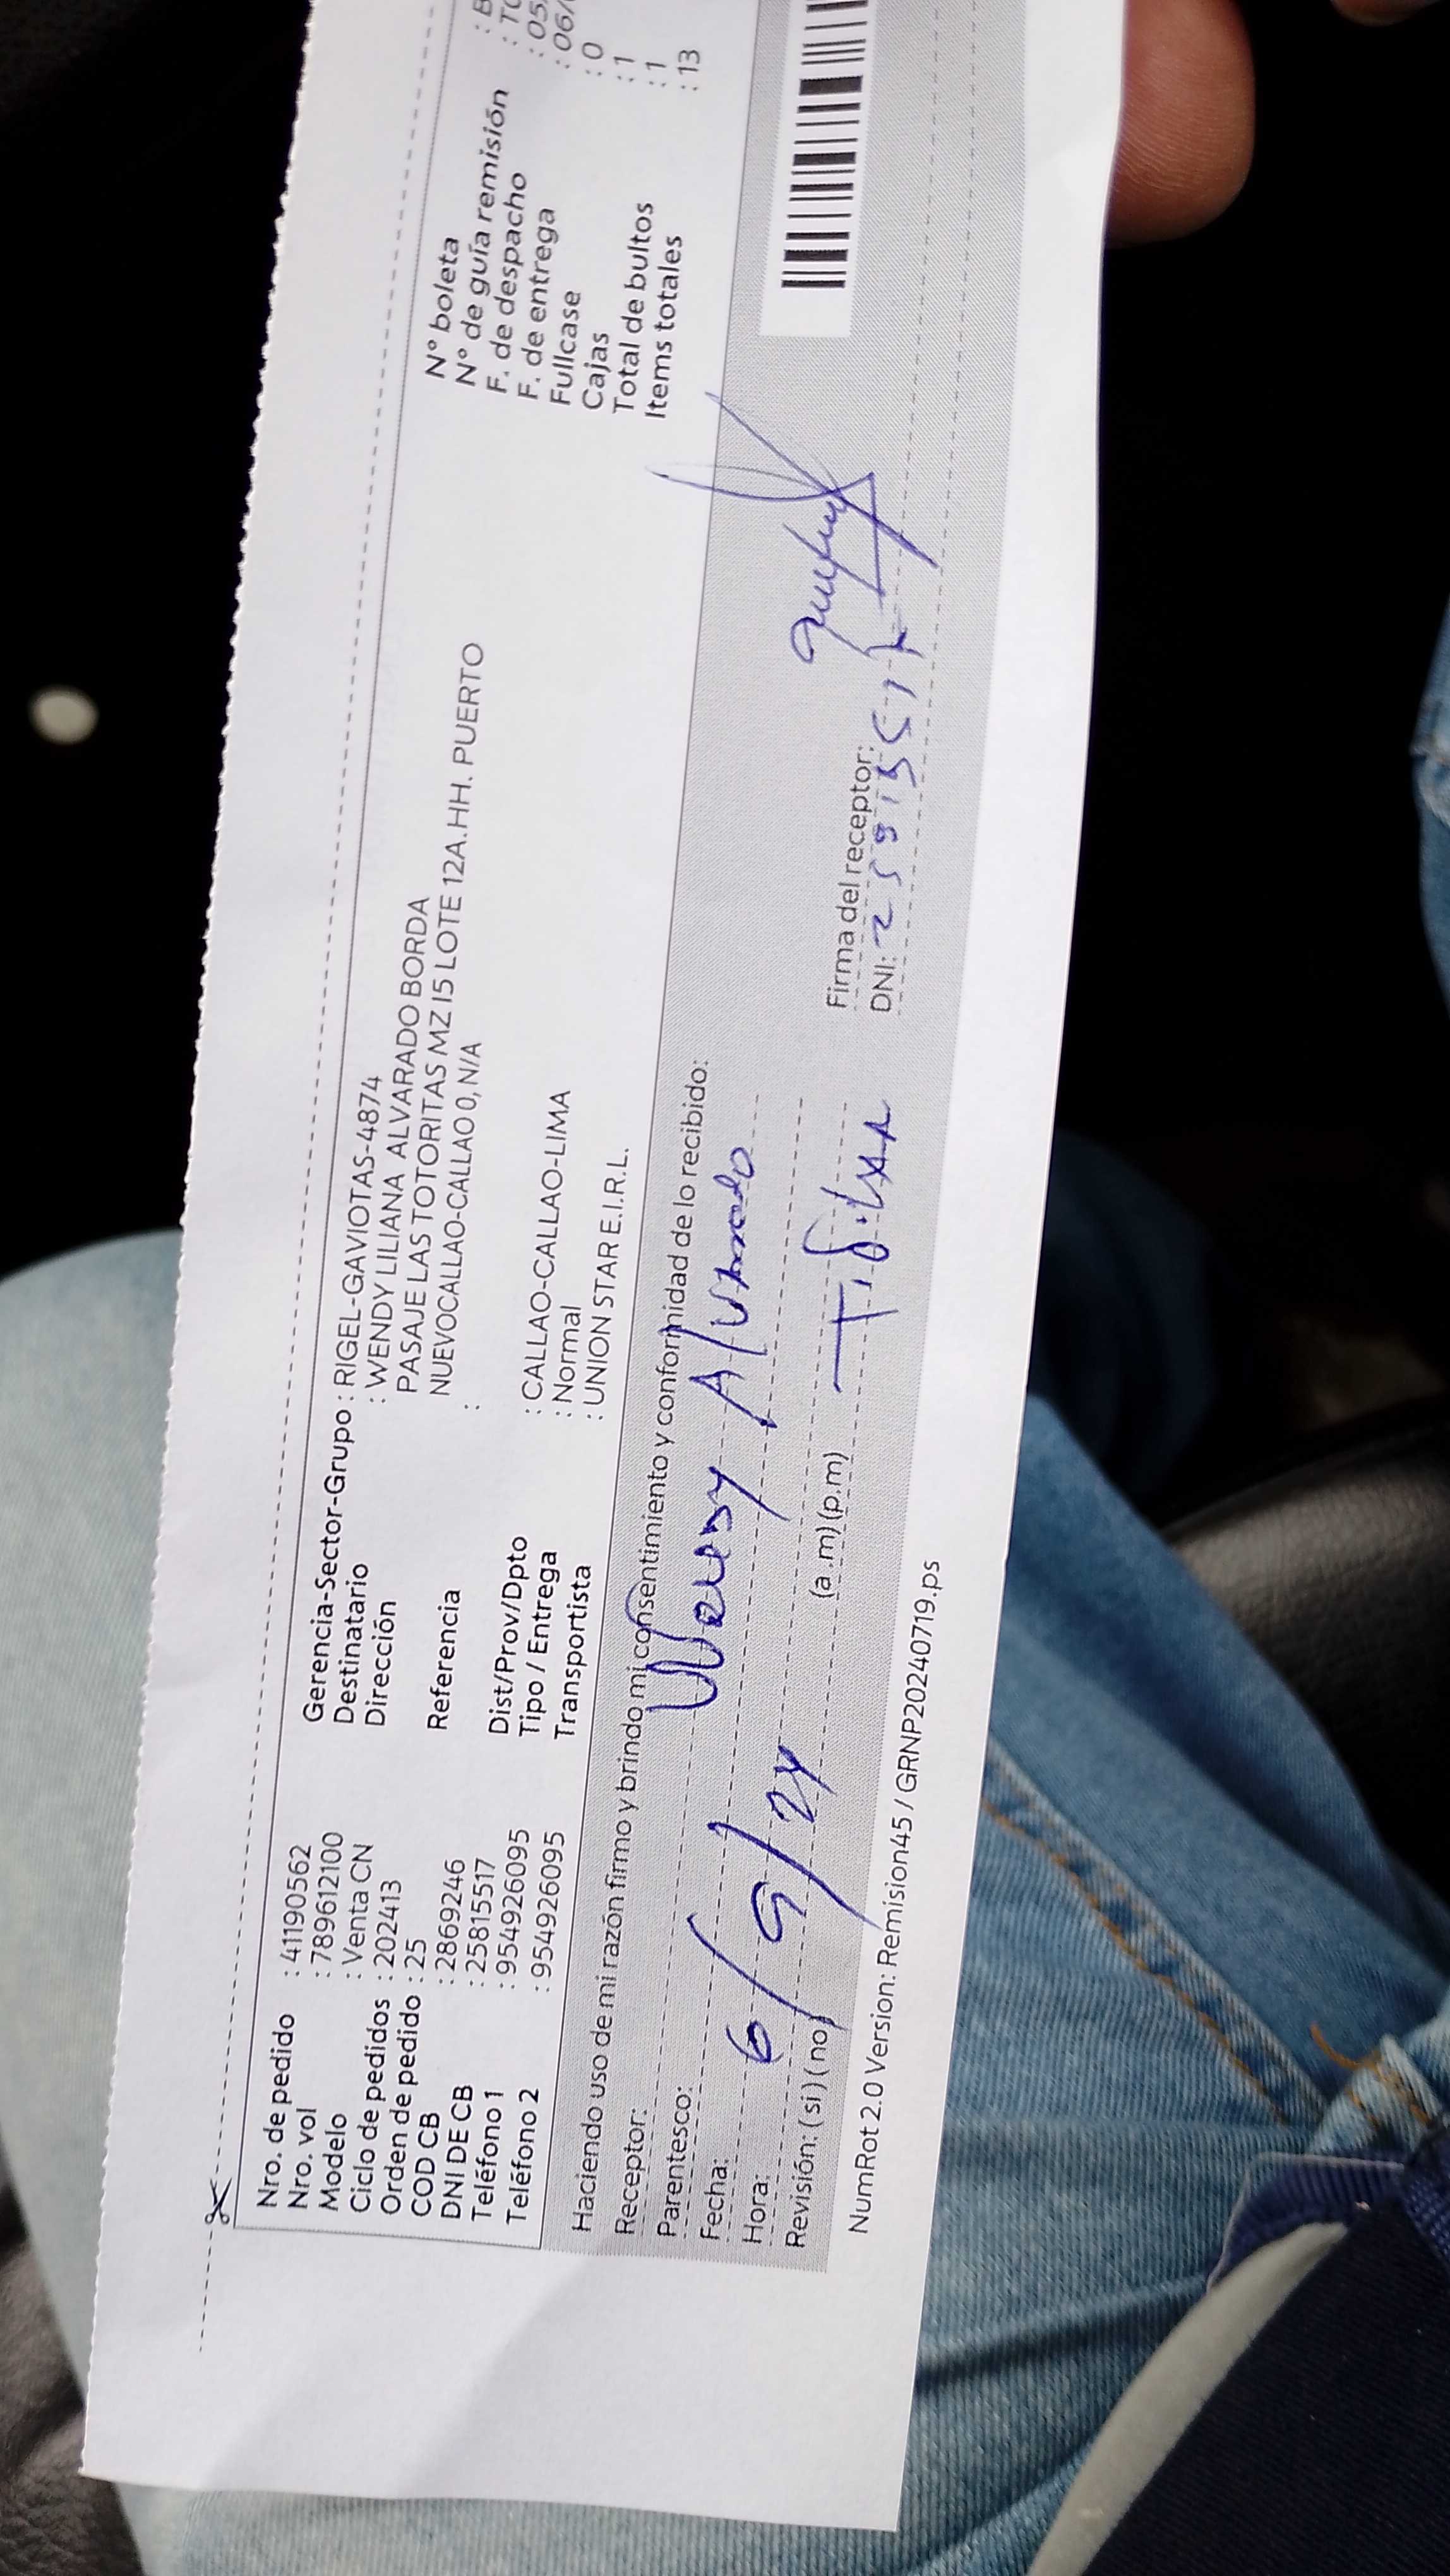 Nro. de pedido : 41190562
Nro. vol : 789612100
Modelo : Venta CN
Ciclo de pedidos : 202413
Orden de pedido : 25
COD CB : 2869246
DNI DE CB : 25815517
Teléfono 1 : 954926095
Teléfono 2 : 954926095
Gerencia-Sector-Grupo : RIGEL-GAVIOTAS-4874
Destinatario : WENDY LILIANA ALVARADO BORDA
Dirección PASAJE LAS TOTORITAS MZ I5 LOTE 12A.HH. PUERTO
NUEVOCALLAO-CALLAO 0, N/A
Referencia :
Dist/Prov/Dpto : CALLAO-CALLAO-LIMA
Tipo / Entrega : Normal
Transportista : UNION STAR E.I.R.L.
N° boleta : B
N° de guía remisión : T0
F. de despacho : 05
F. de entrega : 06/
Fullcase : 0
Cajas : 1
Total de bultos : 1
Items totales : 13
Haciendo uso de mi razón firmo y brindo mi consentimiento y conformidad de lo recibido:
Receptor: Wendy Alvarado
Parentesco: Titular
Fecha: 6/9/24
Hora: (a.m) (p.m)
Revisión: (si) (no)
Firma del receptor:
DNI:
NumRot 2.0 Version: Remision45 / GRNP20240719.ps